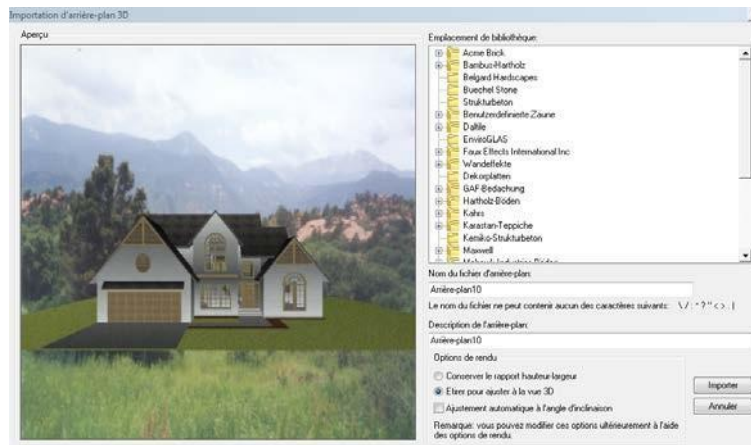 Importation d'arrière-plan 3D
Aperçu
Emplacement de bibliothèque:
Acme Brick
Bambus-Hartholz
Belgard Hardscapes
Buechel Stone
Strukturbeton
Benutzerdefinierte Zäune
Daltile
EnviroGLAS
Faux Effects International Inc
Wandeffekte
Dekorplatten
GAF-Bedachung
Hartholz-Böden
Kahrs
Karastan-Teppiche
Kemiko-Strukturbeton
Maxwell
Nom du fichier d'arrière-plan:
Arrière-plan10
Le nom du fichier ne peut contenir aucun des caractères suivants: \ / : * ? " < > ; |
Description de l'arrière-plan:
Arrière-plan10
Options de rendu
Conserver le rapport hauteur-largeur
Etirer pour ajuster à la vue 3D
Ajustement automatique à l'angle d'inclinaison
Importer
Annuler
Remarque: vous pouvez modifier ces options ultérieurement à l'aide
des options de rendu.